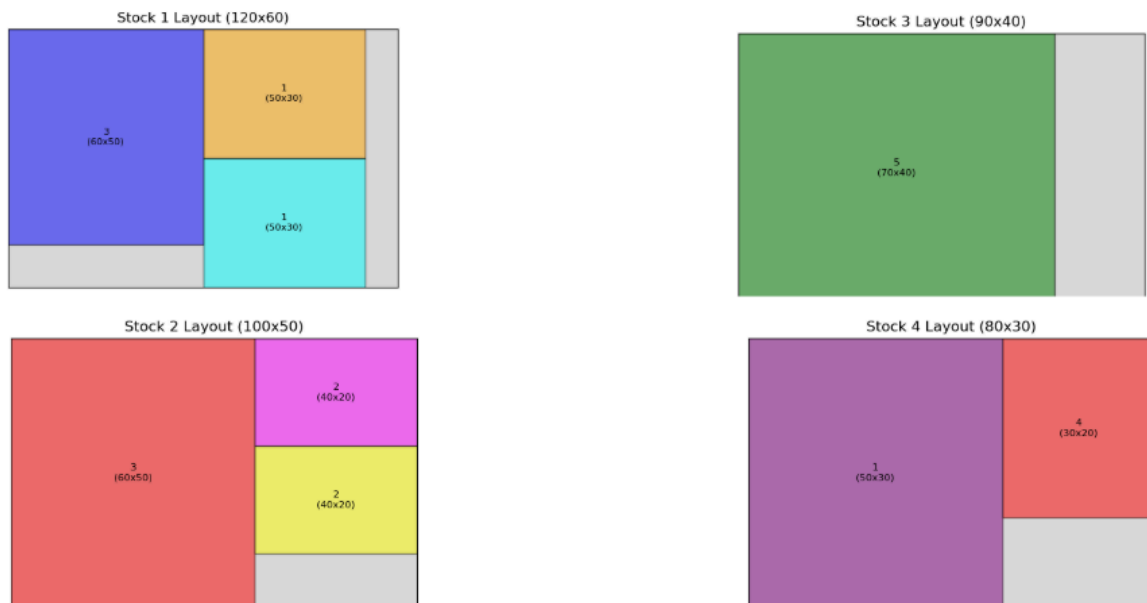 Stock 1 Layout (120x60)
3
(60x50)
1
(50x30)
1
(50x30)
Stock 3 Layout (90x40)
5
(70x40)
Stock 2 Layout (100x50)
3
(60x50)
2
(40x20)
2
(40x20)
Stock 4 Layout (80x30)
1
(50x30)
4
(30x20)